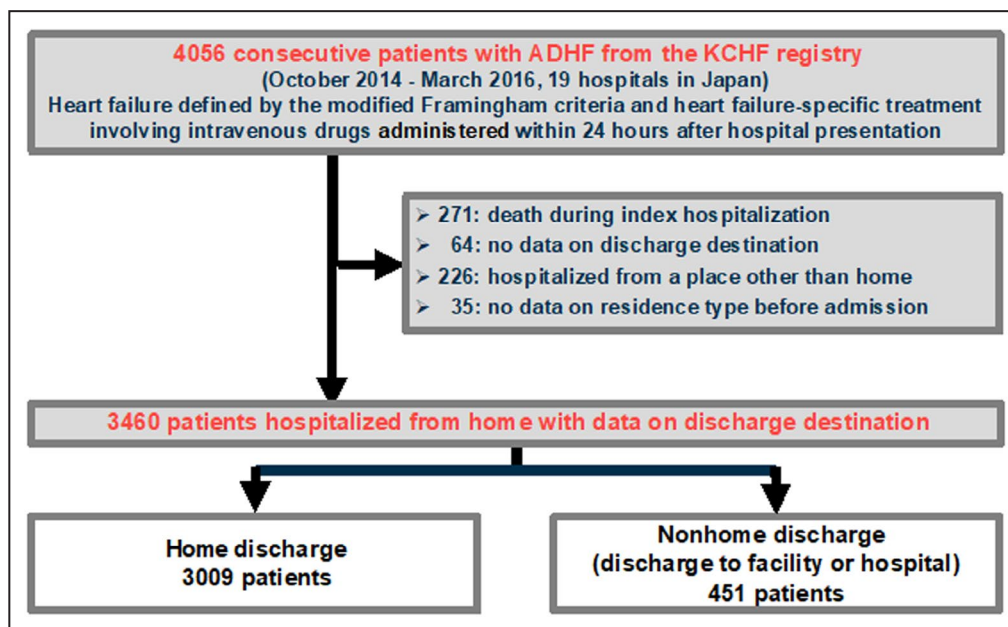 4056 consecutive patients with ADHF from the KCHF registry
(October 2014 - March 2016, 19 hospitals in Japan)
Heart failure defined by the modified Framingham criteria and heart failure-specific treatment
involving intravenous drugs administered within 24 hours after hospital presentation
➢ 271: death during index hospitalization
➢ 64: no data on discharge destination
➢ 226: hospitalized from a place other than home
➢ 35: no data on residence type before admission
3460 patients hospitalized from home with data on discharge destination
Home discharge
3009 patients
Nonhome discharge
(discharge to facility or hospital)
451 patients